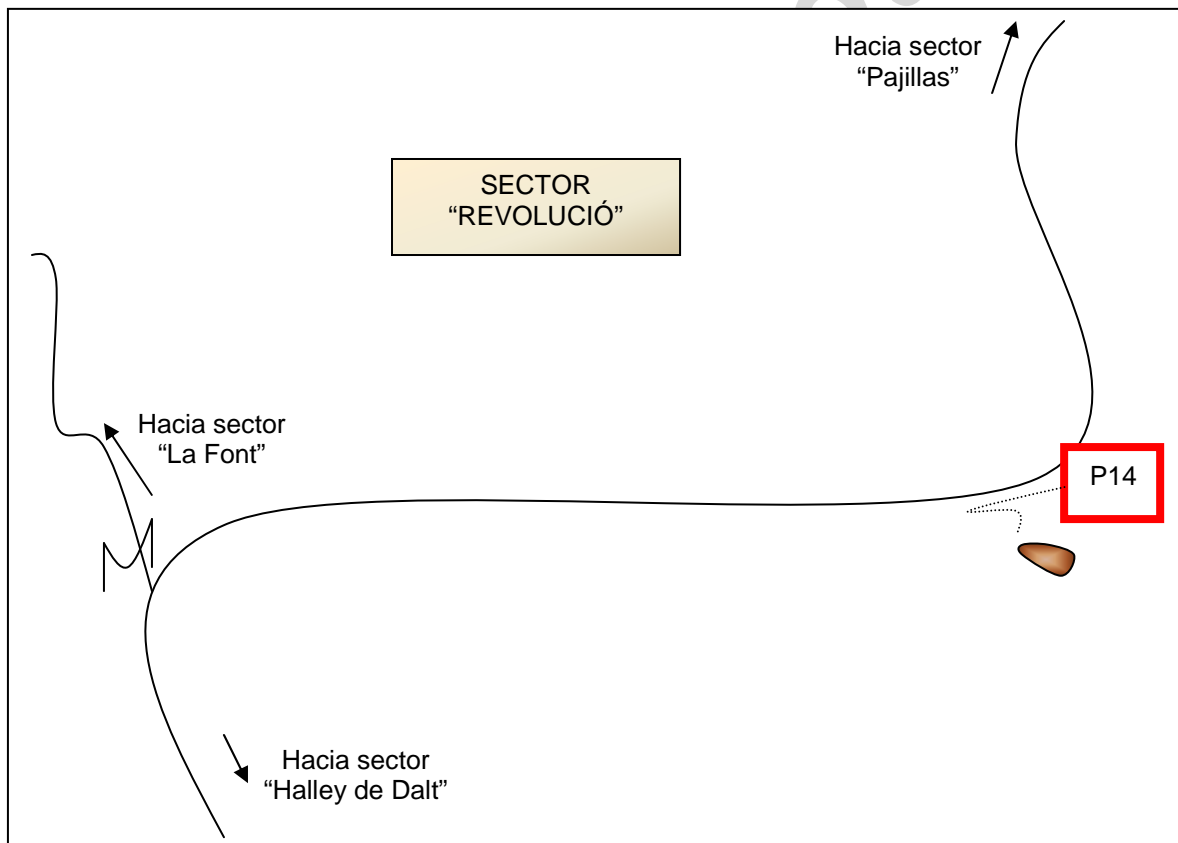 Hacia sector
“Pajillas”
SECTOR
“REVOLUCIÓ”
Hacia sector
“La Font”
P14
Hacia sector
“Halley de Dalt”